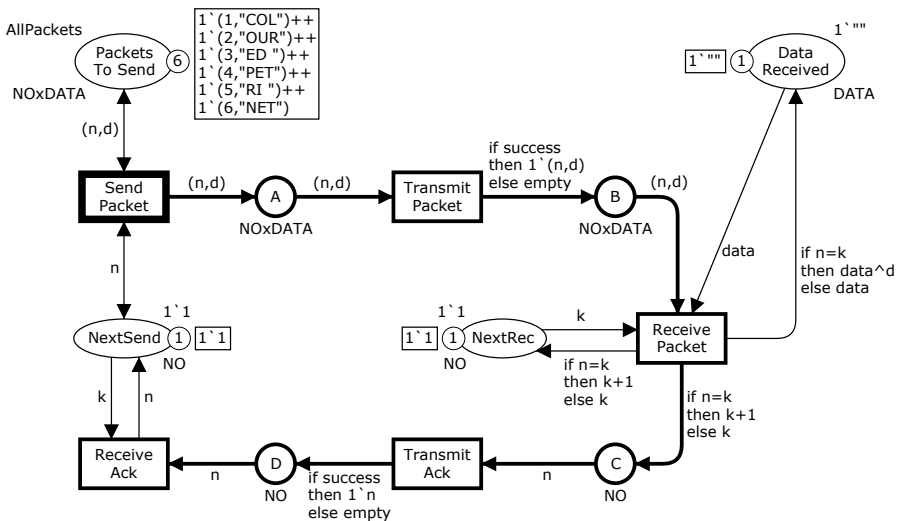 AllPackets
Packets
To Send
6
1`(1,"COL")++
1`(2,"OUR")++
1`(3,"ED ")++
1`(4,"PET")++
1`(5,"RI ")++
1`(6,"NET")
NOxDATA
(n,d)
1`""
1`""
1
Data
Received
DATA
Send
Packet
(n,d)
A
NOxDATA
(n,d)
Transmit
Packet
if success
then 1`(n,d)
else empty
B
NOxDATA
(n,d)
n
data
if n=k
then data^d
else data
1`1
NextSend
1
1`1
NO
1`1
1`1
1
NextRec
NO
k
if n=k
then k+1
else k
Receive
Packet
k
n
if n=k
then k+1
else k
Receive
Ack
n
D
NO
if success
then 1`n
else empty
Transmit
Ack
n
C
NO